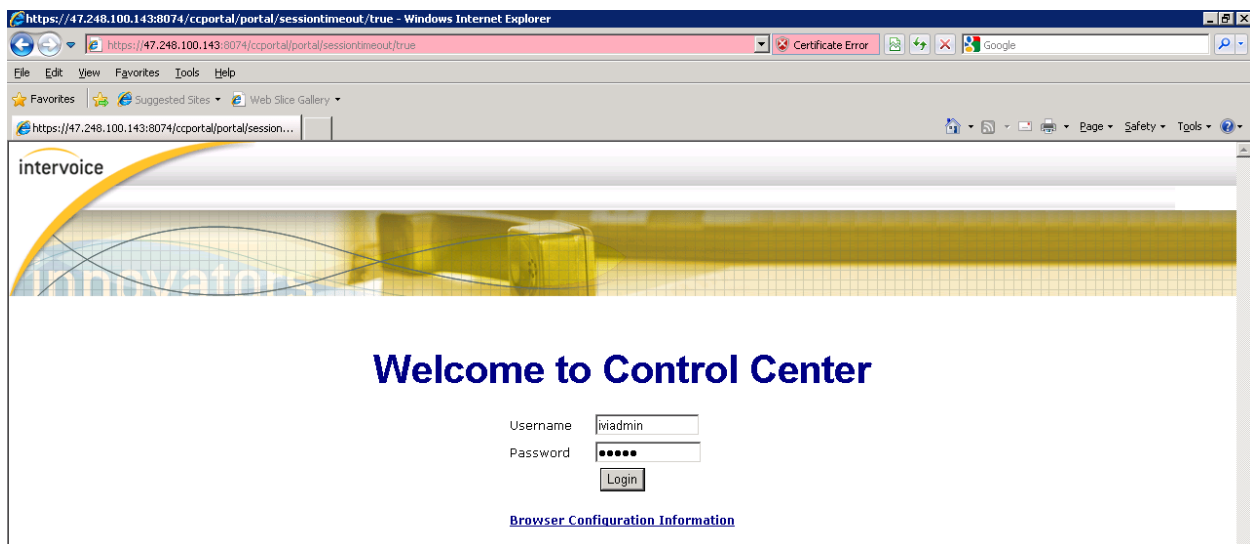 https://47.248.100.143:8074/ccportal/portal/sessiontimeout/true - Windows Internet Explorer
https://47.248.100.143:8074/ccportal/portal/sessiontimeout/true Certificate Error Google
File Edit View Favorites Tools Help
Favorites Suggested Sites Web Slice Gallery
https://47.248.100.143:8074/ccportal/portal/session... Page Safety Tools
intervoice
innovators
Welcome to Control Center
Username iviadmin
Password •••••
Login
Browser Configuration Information